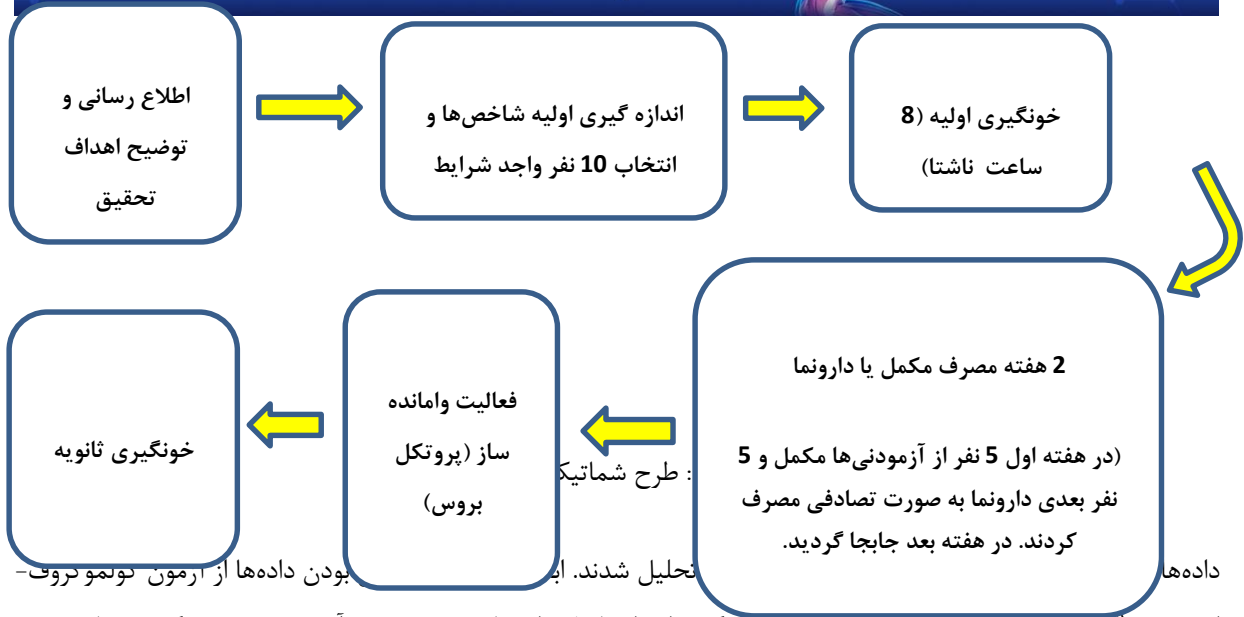 اطلاع رسانی و
توضیح اهداف
تحقیق
اندازه گیری اولیه شاخص‌ها و
انتخاب 10 نفر واجد شرایط
خونگیری اولیه (8
ساعت ناشتا)
2 هفته مصرف مکمل یا دارونما
(در هفته اول 5 نفر از آزمودنی‌ها مکمل و 5
نفر بعدی دارونما به صورت تصادفی مصرف
کردند. در هفته بعد جابجا گردید.
فعالیت وامانده
ساز (پروتکل
بروس)
خونگیری ثانویه
: طرح شماتیک
داده‌ها تحلیل شدند. بودن داده‌ها از آزمون کولموگروف-